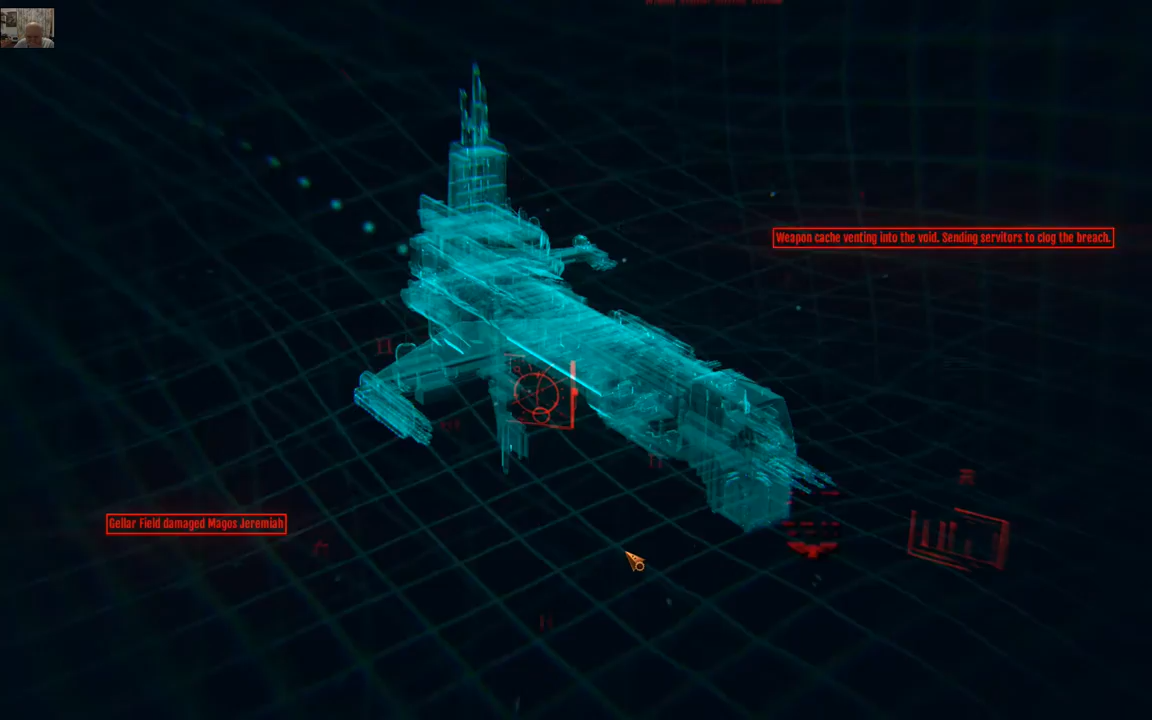 Weapon cache venting into the void. Sending servitors to clog the breach.
Gellar Field damaged Magos Jeremiah